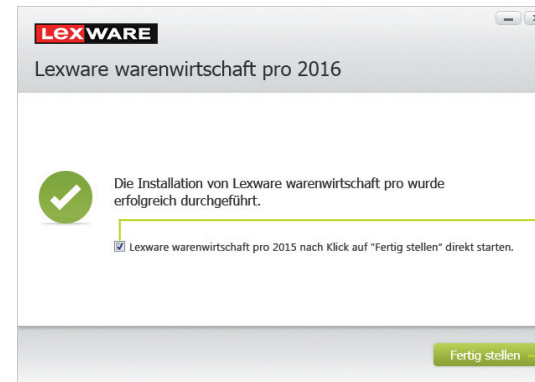 LexWARE
Lexware warenwirtschaft pro 2016
Die Installation von Lexware warenwirtschaft pro wurde
erfolgreich durchgeführt.
Lexware warenwirtschaft pro 2015 nach Klick auf "Fertig stellen" direkt starten.
Fertig stellen